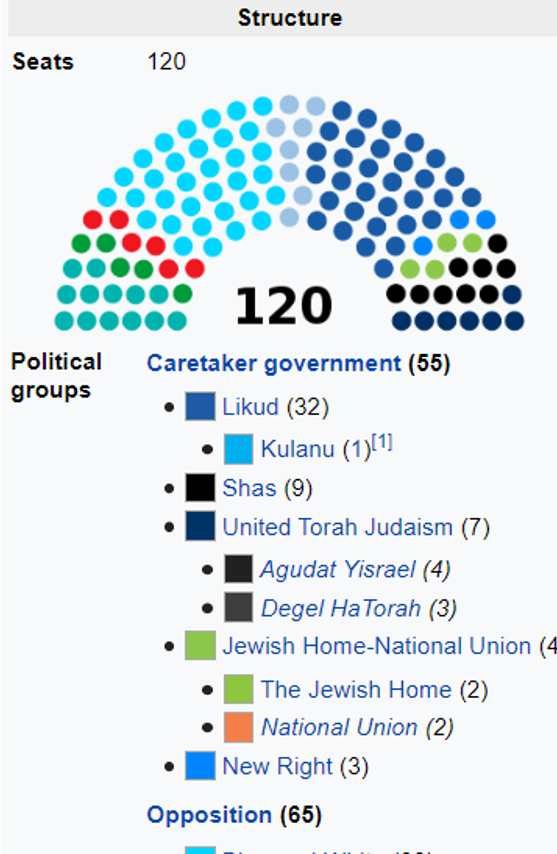 Structure
Seats 120
120
Political groups
Caretaker government (55)
Likud (32)
Kulanu (1)[1]
Shas (9)
United Torah Judaism (7)
Agudat Yisrael (4)
Degel HaTorah (3)
Jewish Home-National Union (4
The Jewish Home (2)
National Union (2)
New Right (3)
Opposition (65)